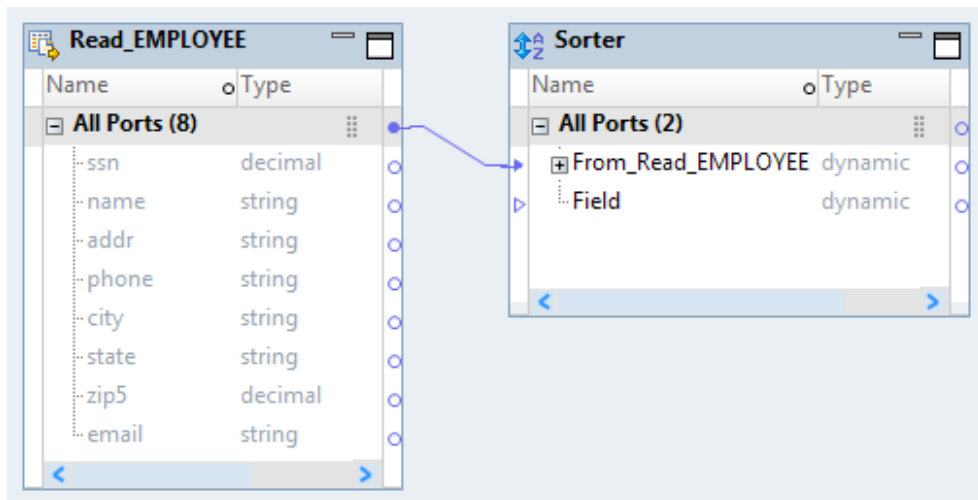 Read_EMPLOYEE
Name Type
All Ports (8)
ssn decimal
name string
addr string
phone string
city string
state string
zip5 decimal
email string
Sorter
Name Type
All Ports (2)
From_Read_EMPLOYEE dynamic
Field dynamic